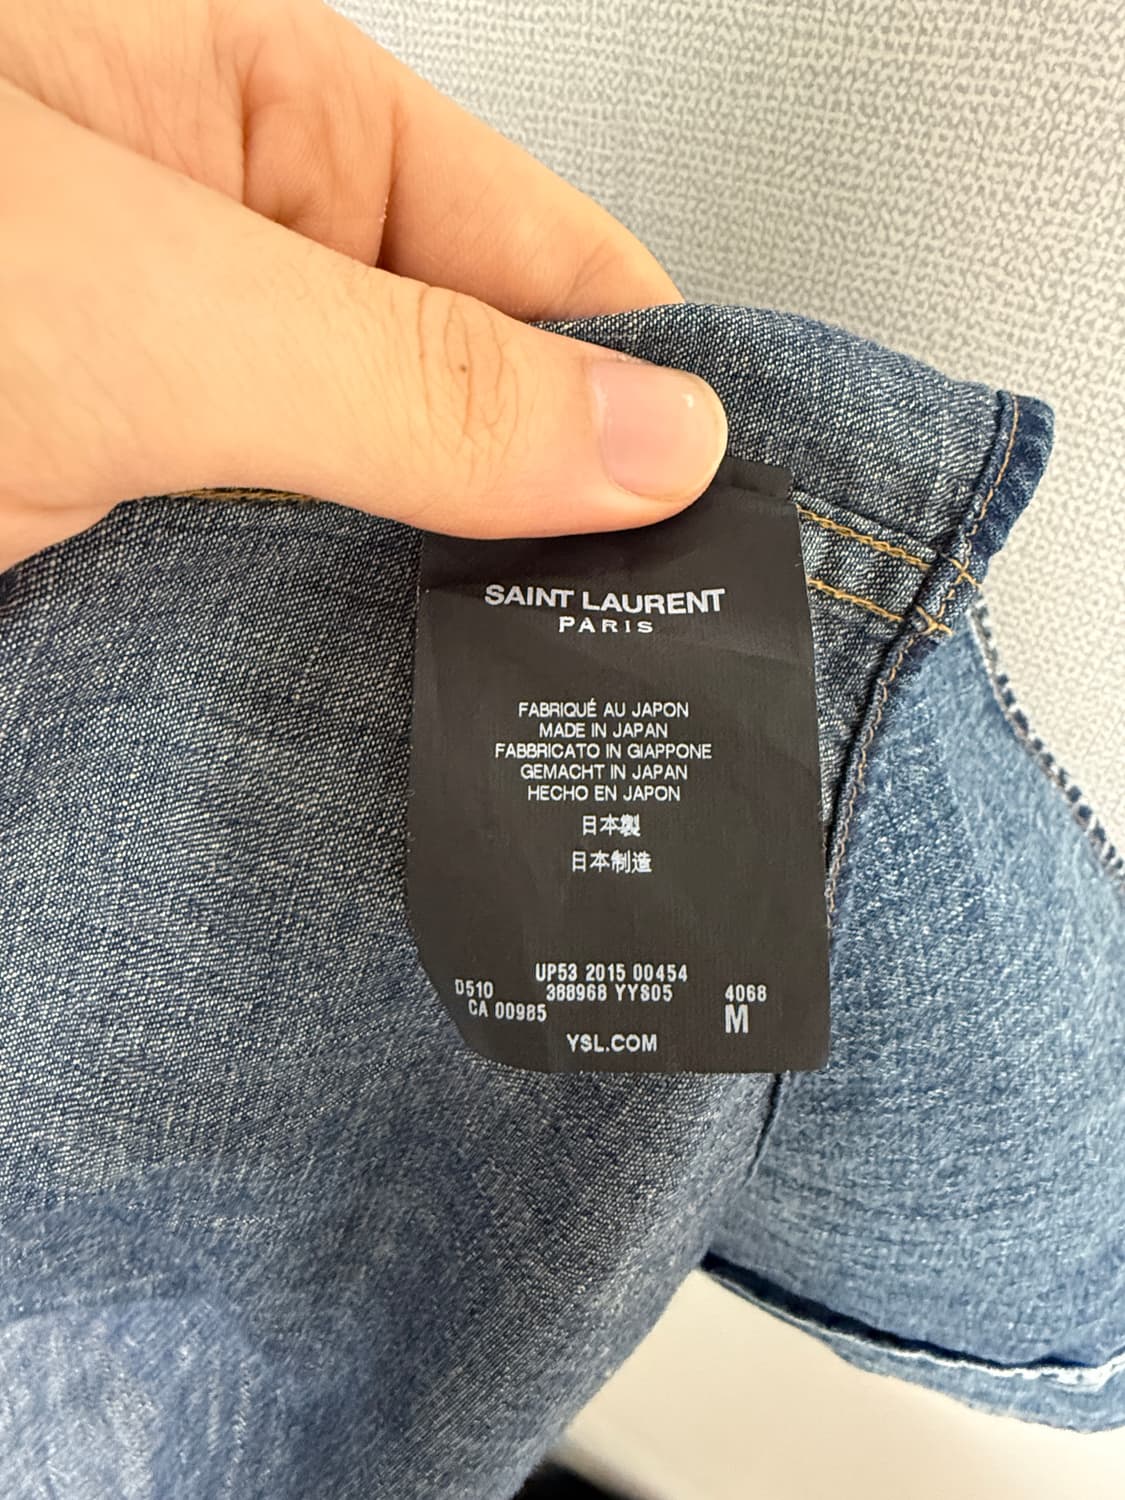 SAINT LAURENT
PARIS
FABRIQUÉ AU JAPON
MADE IN JAPAN
FABBRICATO IN GIAPPONE
GEMACHT IN JAPAN
HECHO EN JAPON
日本製
日本制造
UP53 2015 00454
D510 388968 YYS05 4068
CA 00985 M
YSL.COM